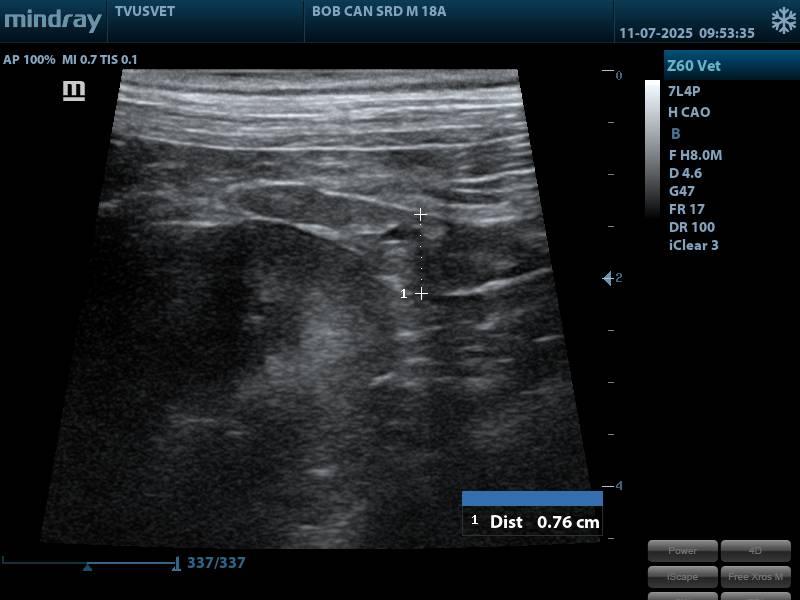 mindray
TVUSVET
BOB CAN SRD M 18A
11-07-2025 09:53:35
AP 100% MI 0.7 TIS 0.1
m
0
2
4
Z60 Vet
7L4P
H CAO
B
F H8.0M
D 4.6
G47
FR 17
DR 100
iClear 3
1
1 Dist 0.76 cm
337/337
Power
4D
iScape
Free Xros M